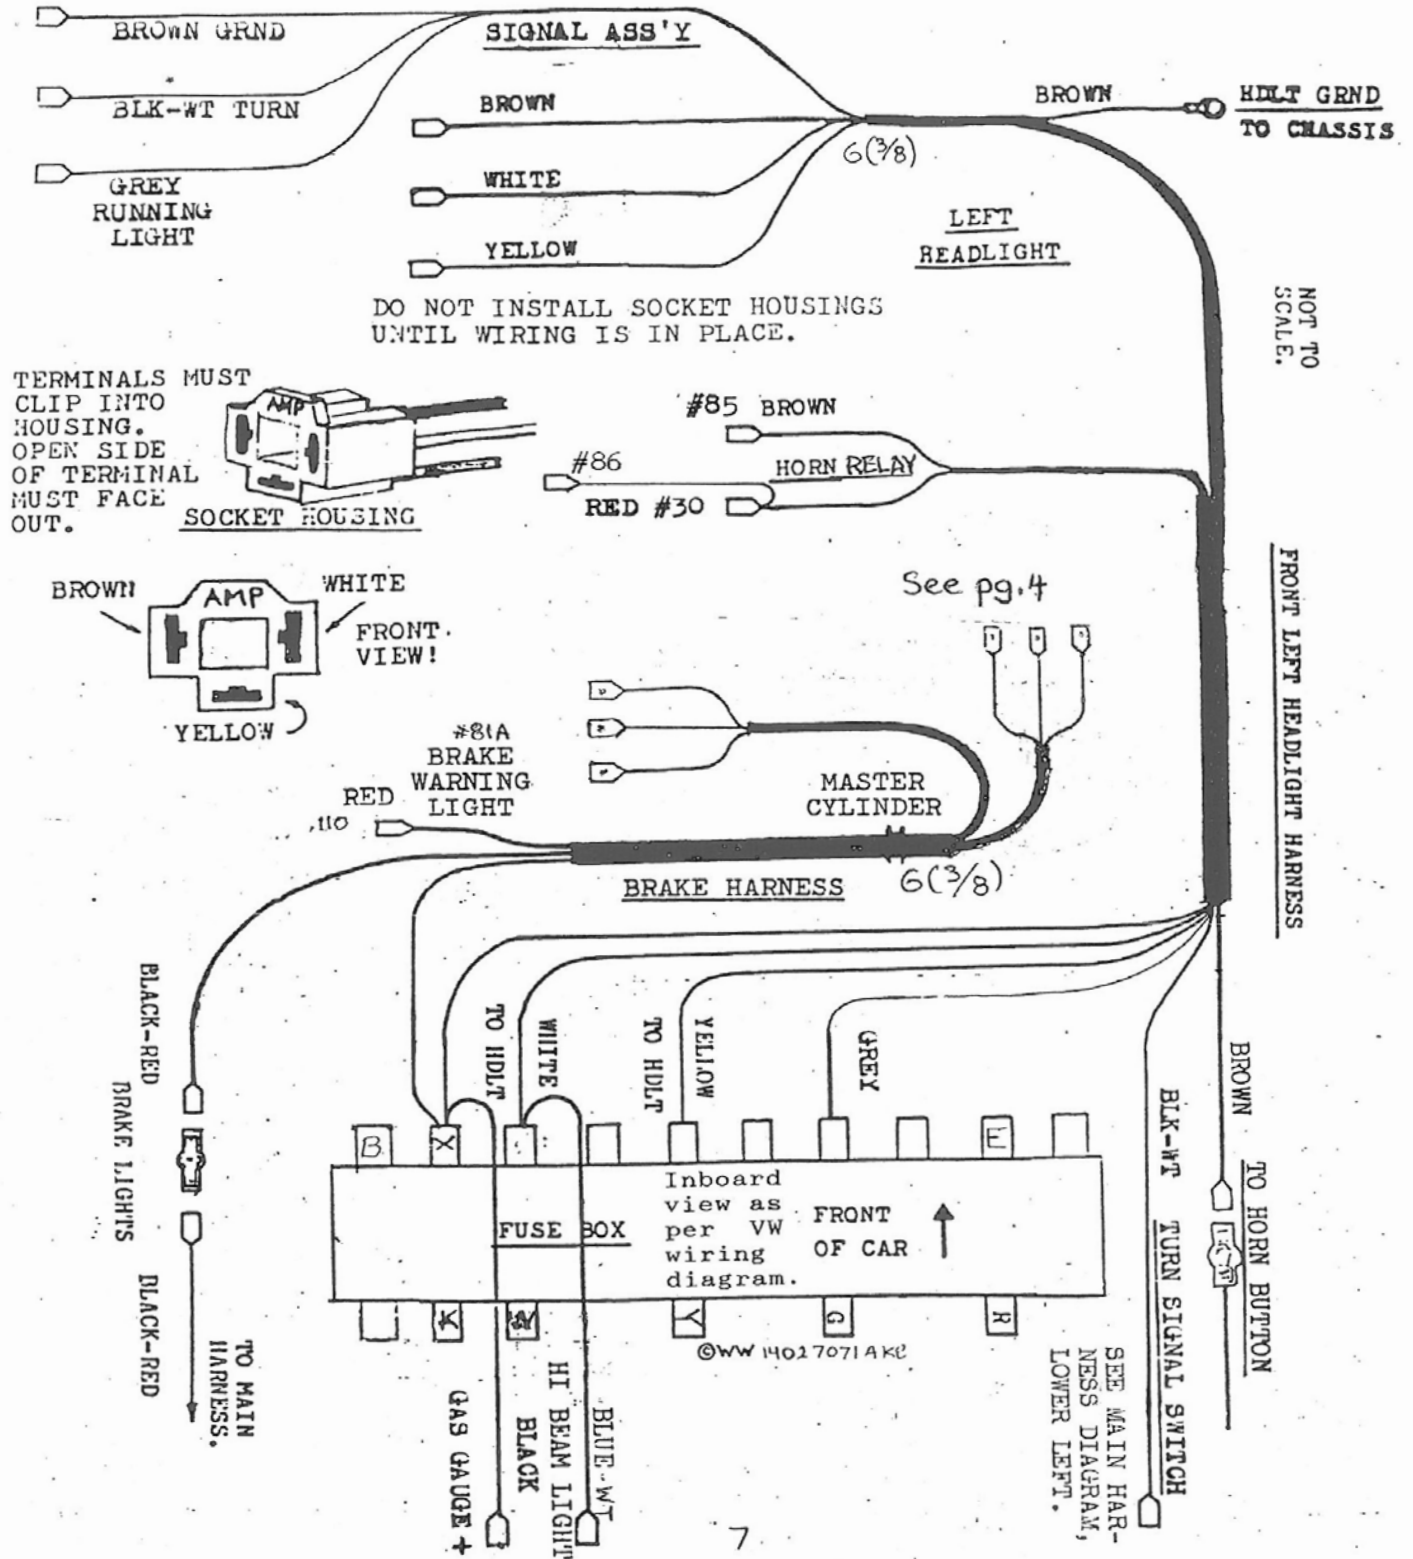 BROWN GRND
SIGNAL ASS'Y
BLK-WT TURN
GREY
RUNNING
LIGHT
BROWN
WHITE
YELLOW
6(3/8)
BROWN
HDLT GRND
TO CHASSIS
LEFT
HEADLIGHT
NOT TO
SCALE.
DO NOT INSTALL SOCKET HOUSINGS
UNTIL WIRING IS IN PLACE.
TERMINALS MUST
CLIP INTO
HOUSING.
OPEN SIDE
OF TERMINAL
MUST FACE
OUT.
AMP
SOCKET HOUSING
#85 BROWN
#86
HORN RELAY
RED #30
BROWN
AMP
WHITE
FRONT
VIEW!
YELLOW
See pg.4
FRONT LEFT HEADLIGHT HARNESS
#81A
BRAKE
WARNING
LIGHT
RED
.110
MASTER
CYLINDER
6(3/8)
BRAKE HARNESS
BLACK-RED
BRAKE LIGHTS
BLACK-RED
TO MAIN
HARNESS.
TO HDLT
WHITE
TO HDLT
YELLOW
GREY
BROWN
TO HORN BUTTON
BLK-WT
TURN SIGNAL SWITCH
B
X
E
FUSE BOX
Inboard
view as
per VW
wiring
diagram.
FRONT
OF CAR
Y
G
R
©WW 14027071AKC
GAS GAUGE +
BLACK
HI BEAM LIGHT
BLUE-WT
SEE MAIN HAR-
NESS DIAGRAM,
LOWER LEFT.
7